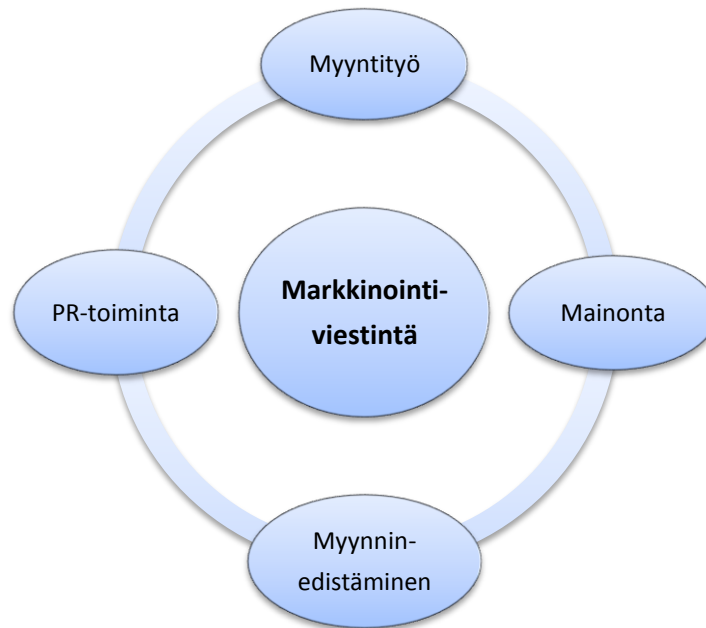 Myyntityö
PR-toiminta
Markkinointi-
viestintä
Mainonta
Myynnin-
edistäminen